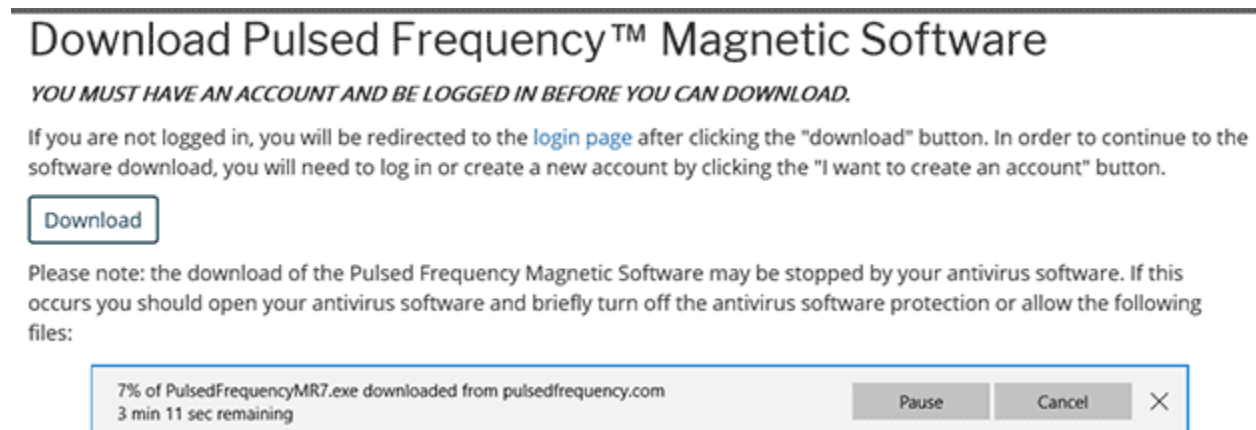 Download Pulsed Frequency™ Magnetic Software
YOU MUST HAVE AN ACCOUNT AND BE LOGGED IN BEFORE YOU CAN DOWNLOAD.
If you are not logged in, you will be redirected to the login page after clicking the "download" button. In order to continue to the
software download, you will need to log in or create a new account by clicking the "I want to create an account" button.
Download
Please note: the download of the Pulsed Frequency Magnetic Software may be stopped by your antivirus software. If this
occurs you should open your antivirus software and briefly turn off the antivirus software protection or allow the following
files:
7% of PulsedFrequencyMR7.exe downloaded from pulsedfrequency.com
3 min 11 sec remaining
Pause
Cancel